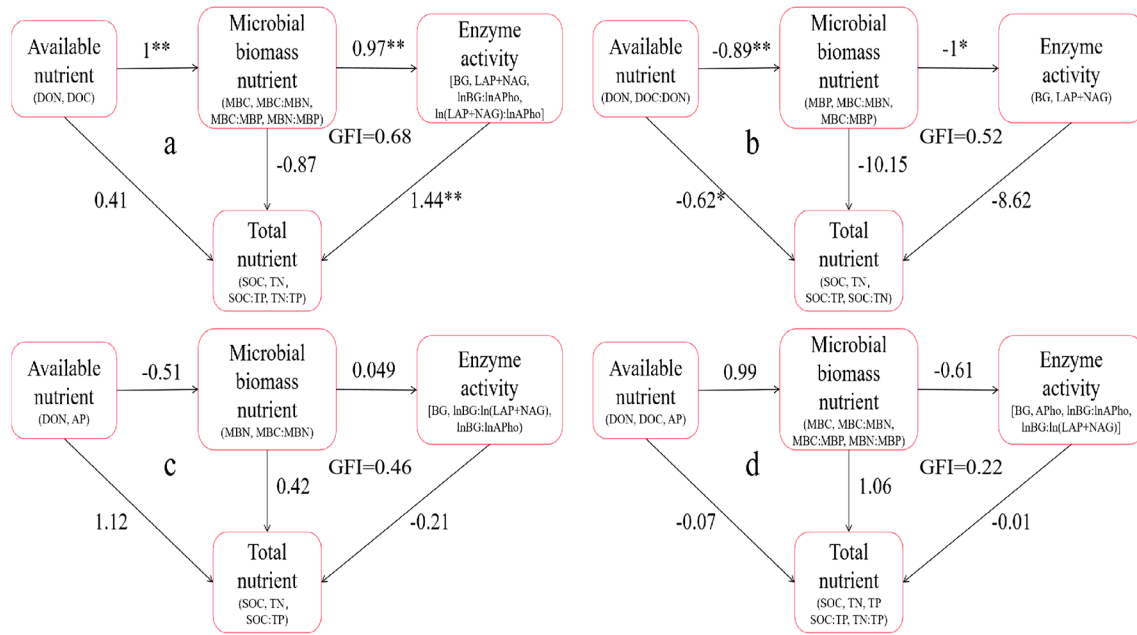 Available
nutrient
(DON, DOC)
1**
Microbial
biomass
nutrient
(MBC, MBC:MBN,
MBC:MBP, MBN:MBP)
0.97**
Enzyme
activity
[BG, LAP+NAG,
lnBG:lnAPho,
ln(LAP+NAG):lnAPho]
a
GFI=0.68
-0.87
0.41
1.44**
Total
nutrient
(SOC, TN,
SOC:TP, TN:TP)
Available
nutrient
(DON, DOC:DON)
-0.89**
Microbial
biomass
nutrient
(MBP, MBC:MBN,
MBC:MBP)
-1*
Enzyme
activity
(BG, LAP+NAG)
b
GFI=0.52
-10.15
-0.62*
-8.62
Total
nutrient
(SOC, TN,
SOC:TP, SOC:TN)
Available
nutrient
(DON, AP)
-0.51
Microbial
biomass
nutrient
(MBN, MBC:MBN)
0.049
Enzyme
activity
[BG, lnBG:ln(LAP+NAG),
lnBG:lnAPho)
c
GFI=0.46
0.42
1.12
-0.21
Total
nutrient
(SOC, TN,
SOC:TP)
Available
nutrient
(DON, DOC, AP)
0.99
Microbial
biomass
nutrient
(MBC, MBC:MBN,
MBC:MBP, MBN:MBP)
-0.61
Enzyme
activity
[BG, APho, lnBG:lnAPho,
lnBG:ln(LAP+NAG)]
d
GFI=0.22
1.06
-0.07
-0.01
Total
nutrient
(SOC, TN, TP
SOC:TP, TN:TP)